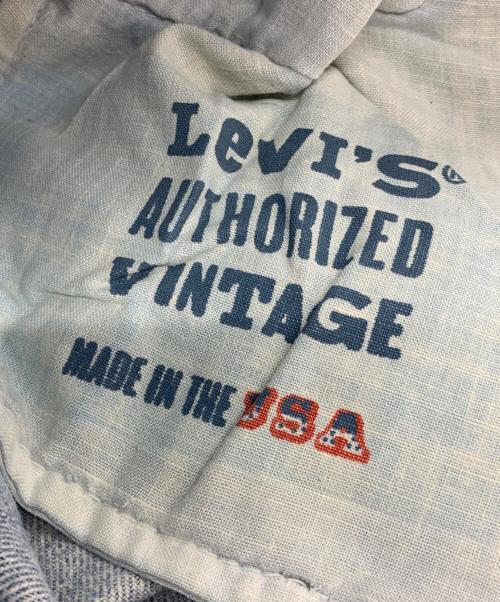 LeVI'S®
AUTHORIZED
VINTAGE
MADE IN THE USA